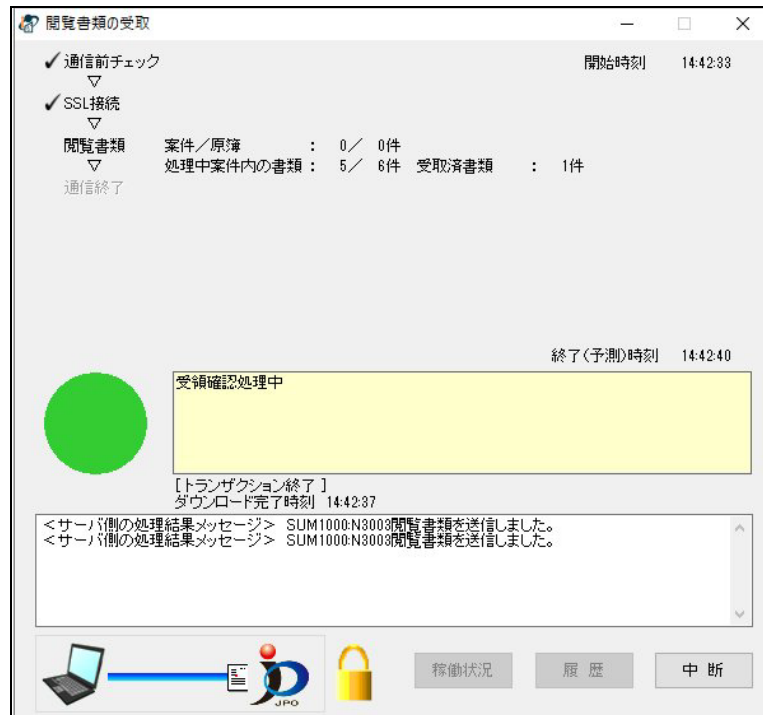 閲覧書類の受取
✓通信前チェック 開始時刻 14:42:33
▽
✓SSL接続
▽
閲覧書類 案件／原簿 : 0／ 0件
▽ 処理中案件内の書類 : 5／ 6件 受取済書類 : 1件
通信終了
終了(予測)時刻 14:42:40
受領確認処理中
[トランザクション終了 ]
ダウンロード完了時刻 14:42:37
＜サーバ側の処理結果メッセージ＞ SUM1000:N3003閲覧書類を送信しました。
＜サーバ側の処理結果メッセージ＞ SUM1000:N3003閲覧書類を送信しました。
JPO
稼働状況 履歴 中断